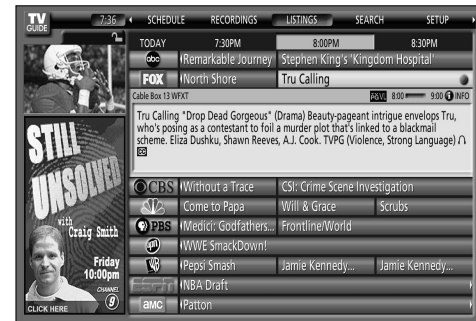 TV GUIDE
7:36
SCHEDULE RECORDINGS LISTINGS SEARCH SETUP
TODAY 7:30PM 8:00PM 8:30PM
abc Remarkable Journey Stephen King's 'Kingdom Hospital'
FOX North Shore Tru Calling
Cable Box 13 WFXT 8:00 9:00 INFO
Tru Calling "Drop Dead Gorgeous" (Drama) Beauty-pageant intrigue envelops Tru,
who's posing as a contestant to foil a murder plot that's linked to a blackmail
scheme. Eliza Dushku, Shawn Reeves, A.J. Cook. TVPG (Violence, Strong Language)
CC
CBS Without a Trace CSI: Crime Scene Investigation
Come to Papa Will & Grace Scrubs
PBS Medici: Godfathers... Frontline/World
upn WWE SmackDown!
WB Pepsi Smash Jamie Kennedy... Jamie Kennedy...
ESPN NBA Draft
amc Patton
STILL
UNSOLVED
with
Craig Smith
Friday
10:00pm
CHANNEL
9
CLICK HERE